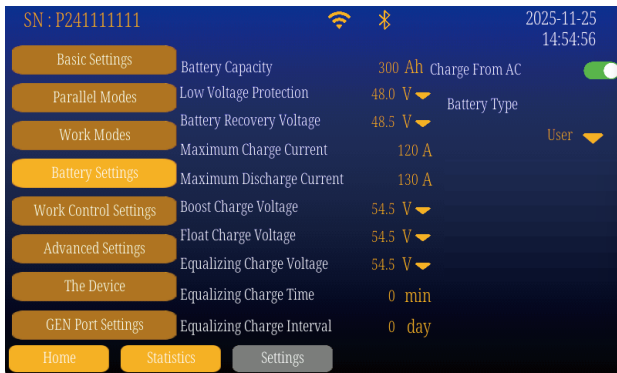 SN : P241111111
2025-11-25
14:54:56
Basic Settings
Parallel Modes
Work Modes
Battery Settings
Work Control Settings
Advanced Settings
The Device
GEN Port Settings
Battery Capacity 300 Ah
Low Voltage Protection 48.0 V
Battery Recovery Voltage 48.5 V
Maximum Charge Current 120 A
Maximum Discharge Current 130 A
Boost Charge Voltage 54.5 V
Float Charge Voltage 54.5 V
Equalizing Charge Voltage 54.5 V
Equalizing Charge Time 0 min
Equalizing Charge Interval 0 day
Charge From AC
Battery Type
User
Home Statistics Settings